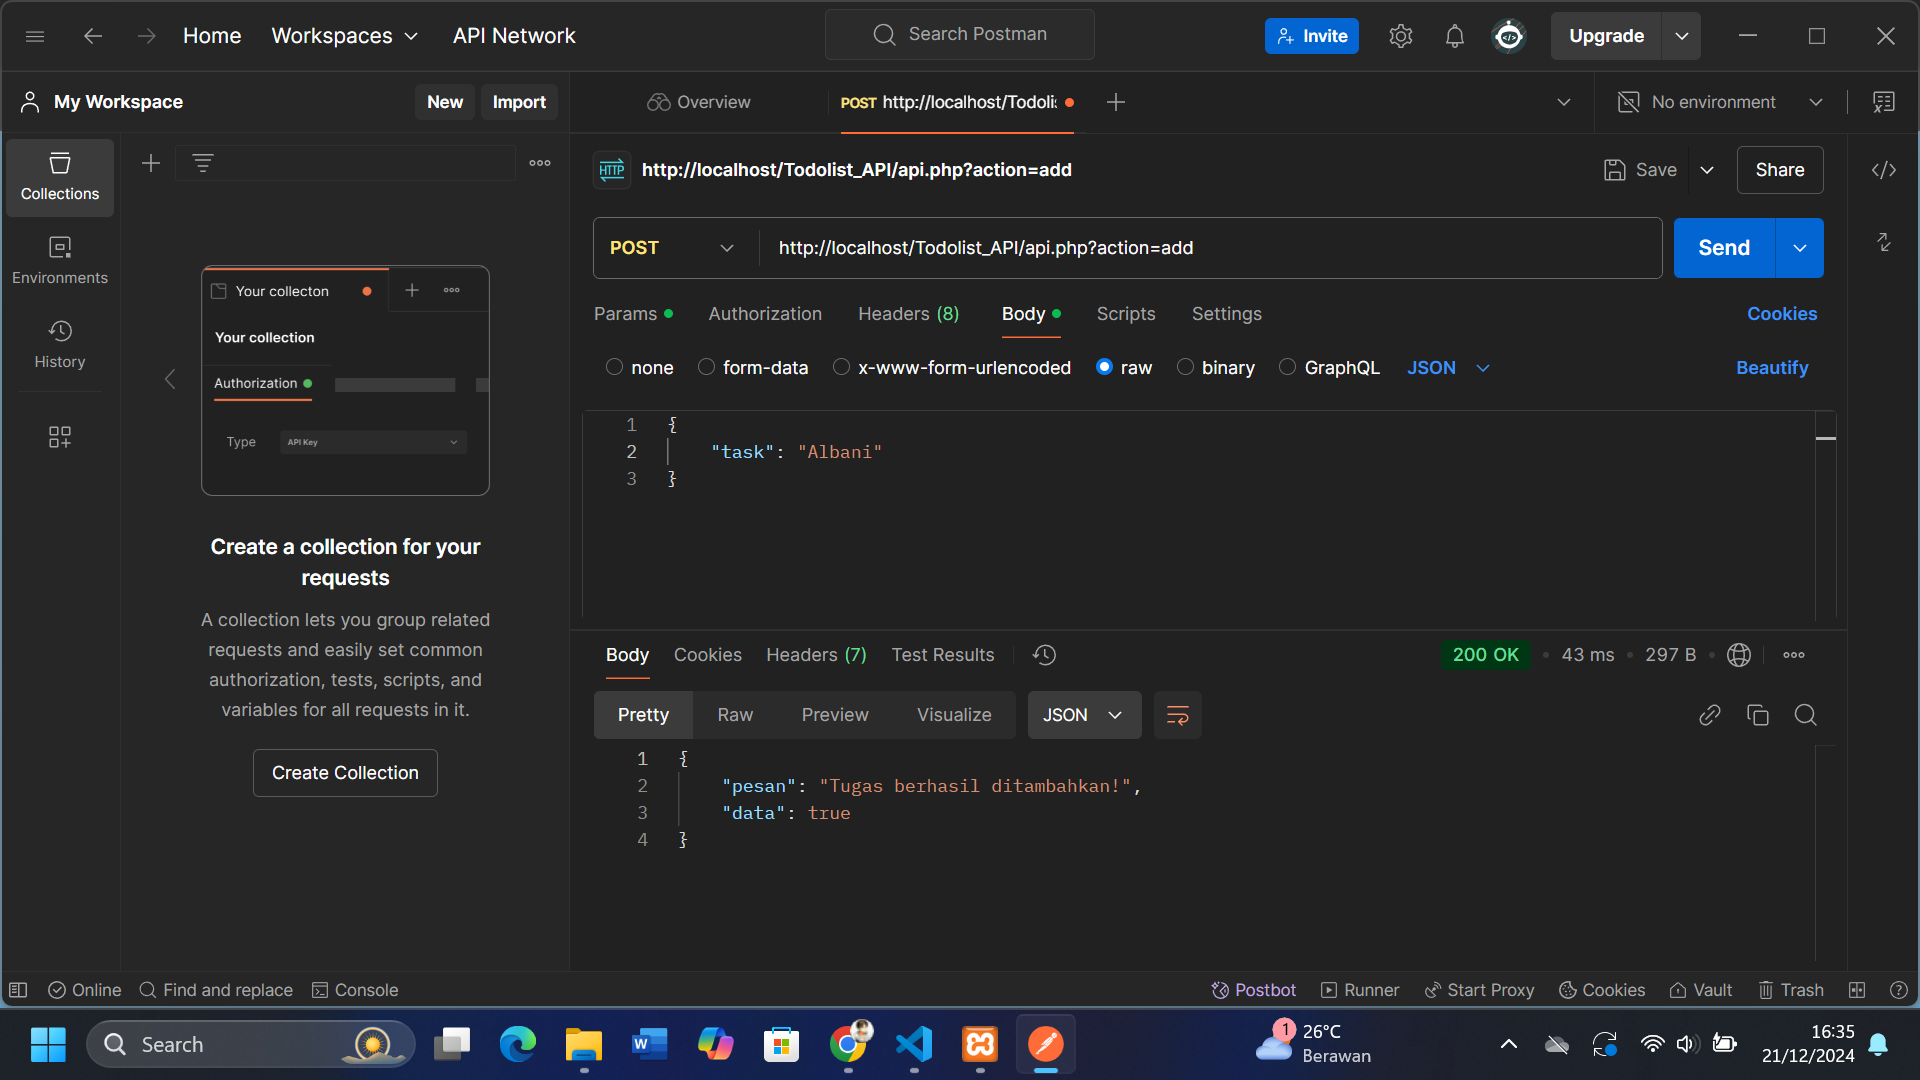 Home
Workspaces
API Network
Search Postman
Invite
Upgrade
My Workspace
New
Import
Overview
POST http://localhost/Todolis
No environment
Collections
Environments
History
Your collecton
Your collection
Authorization
Type
API Key
Create a collection for your
requests
A collection lets you group related
requests and easily set common
authorization, tests, scripts, and
variables for all requests in it.
Create Collection
HTTP
http://localhost/Todolist_API/api.php?action=add
Save
Share
POST
http://localhost/Todolist_API/api.php?action=add
Send
Params
Authorization
Headers (8)
Body
Scripts
Settings
Cookies
none
form-data
x-www-form-urlencoded
raw
binary
GraphQL
JSON
Beautify
1 {
2 "task": "Albani"
3 }
Body
Cookies
Headers (7)
Test Results
200 OK
43 ms
297 B
Pretty
Raw
Preview
Visualize
JSON
1 {
2 "pesan": "Tugas berhasil ditambahkan!",
3 "data": true
4 }
Online
Find and replace
Console
Postbot
Runner
Start Proxy
Cookies
Vault
Trash
Search
1
26°C
Berawan
16:35
21/12/2024